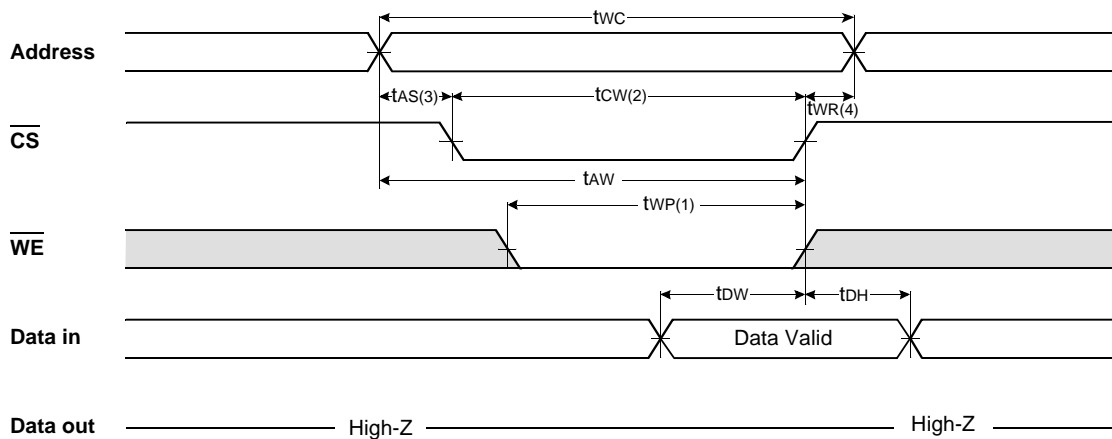 tWC
Address
tAS(3) tCW(2) tWR(4)
CS
tAW
tWP(1)
WE
tDW tDH
Data in Data Valid
Data out High-Z High-Z